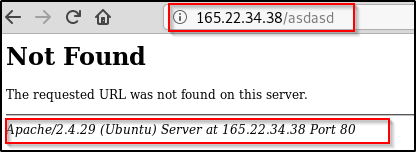 165.22.34.38/asdasd
Not Found
The requested URL was not found on this server.
Apache/2.4.29 (Ubuntu) Server at 165.22.34.38 Port 80